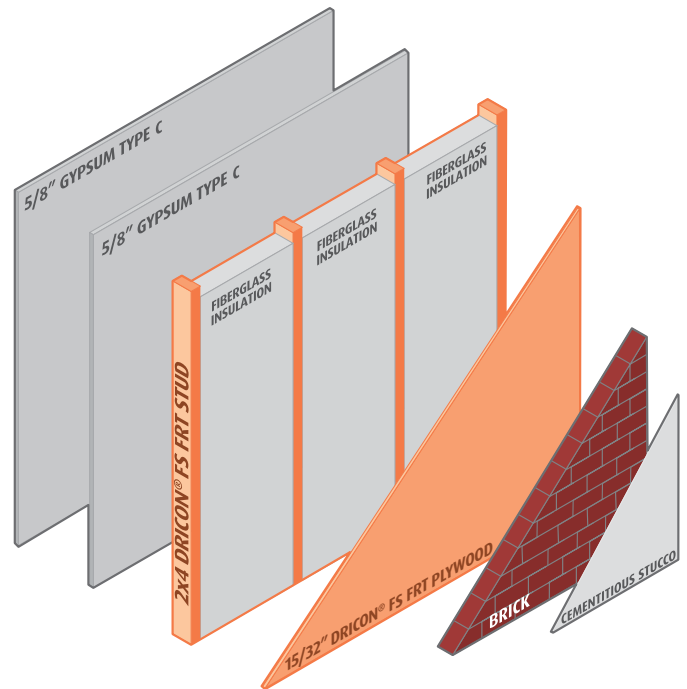 5/8" GYPSUM TYPE C
5/8" GYPSUM TYPE C
FIBERGLASS
INSULATION
FIBERGLASS
INSULATION
FIBERGLASS
INSULATION
2x4 DRICON® FS FRT STUD
15/32" DRICON® FS FRT PLYWOOD
BRICK
CEMENTITIOUS STUCCO